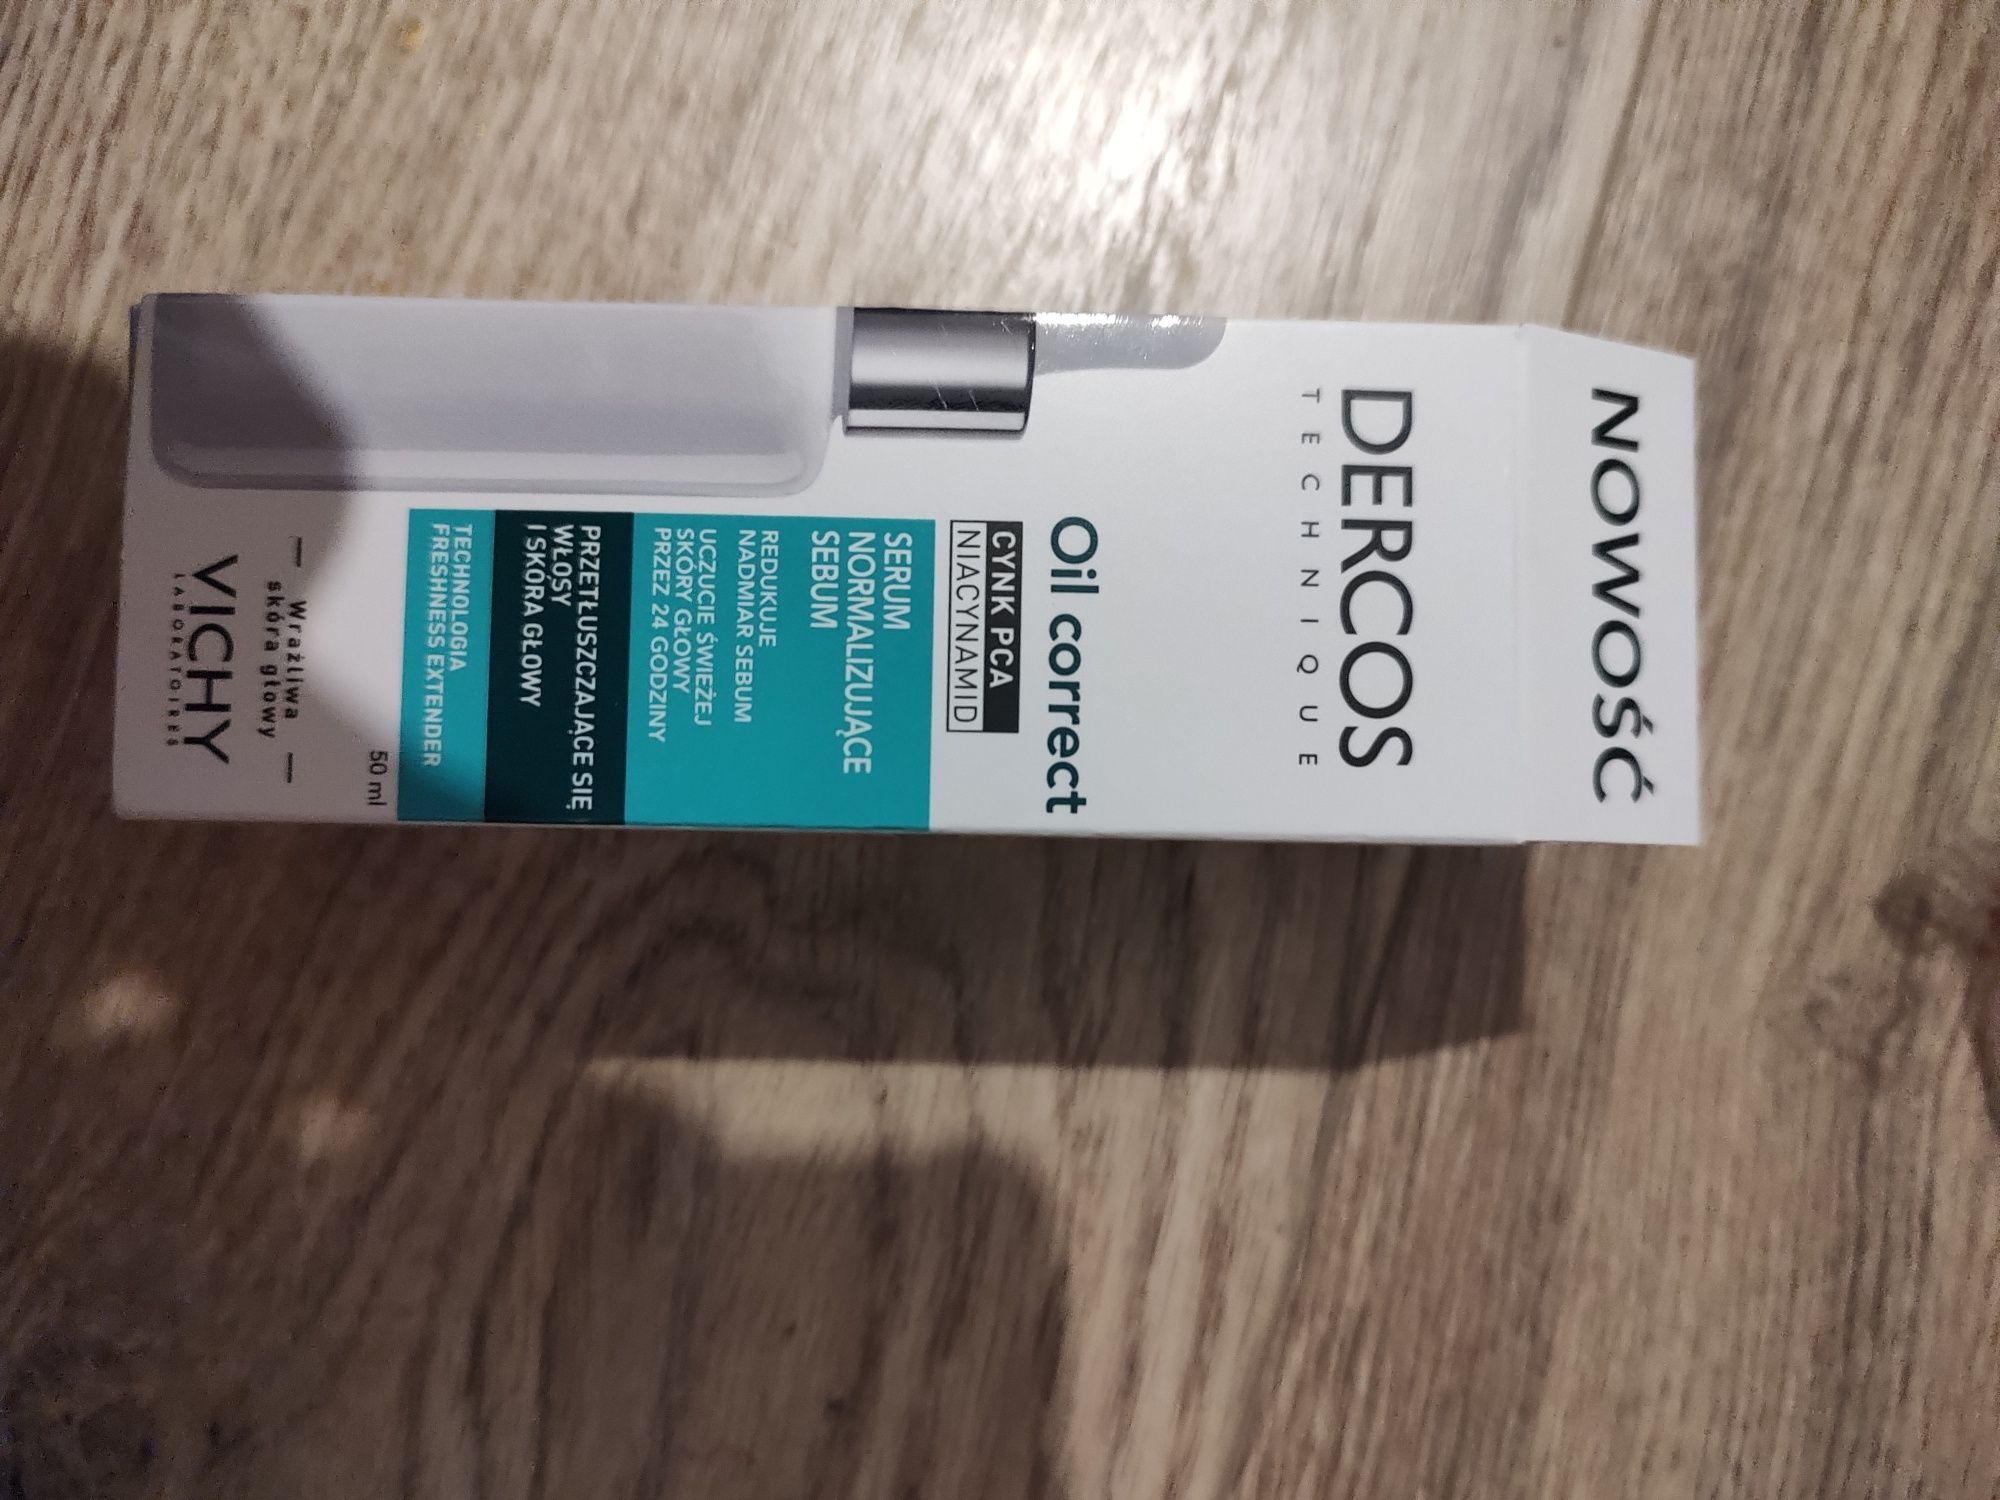 NOWOŚĆ
DERCOS
TECHNIQUE
Oil correct
CYNK PCA
NIACYNAMID
SERUM
NORMALIZUJĄCE
SEBUM
REDUKUJE
NADMIAR SEBUM
UCZUCIE ŚWIEŻEJ
SKÓRY GŁOWY
PRZEZ 24 GODZINY
PRZETŁUSZCZAJĄCE SIĘ
WŁOSY
I SKÓRA GŁOWY
TECHNOLOGIA
FRESHNESS EXTENDER
50 ml
Wrażliwa
skóra głowy
VICHY
LABORATOIRES